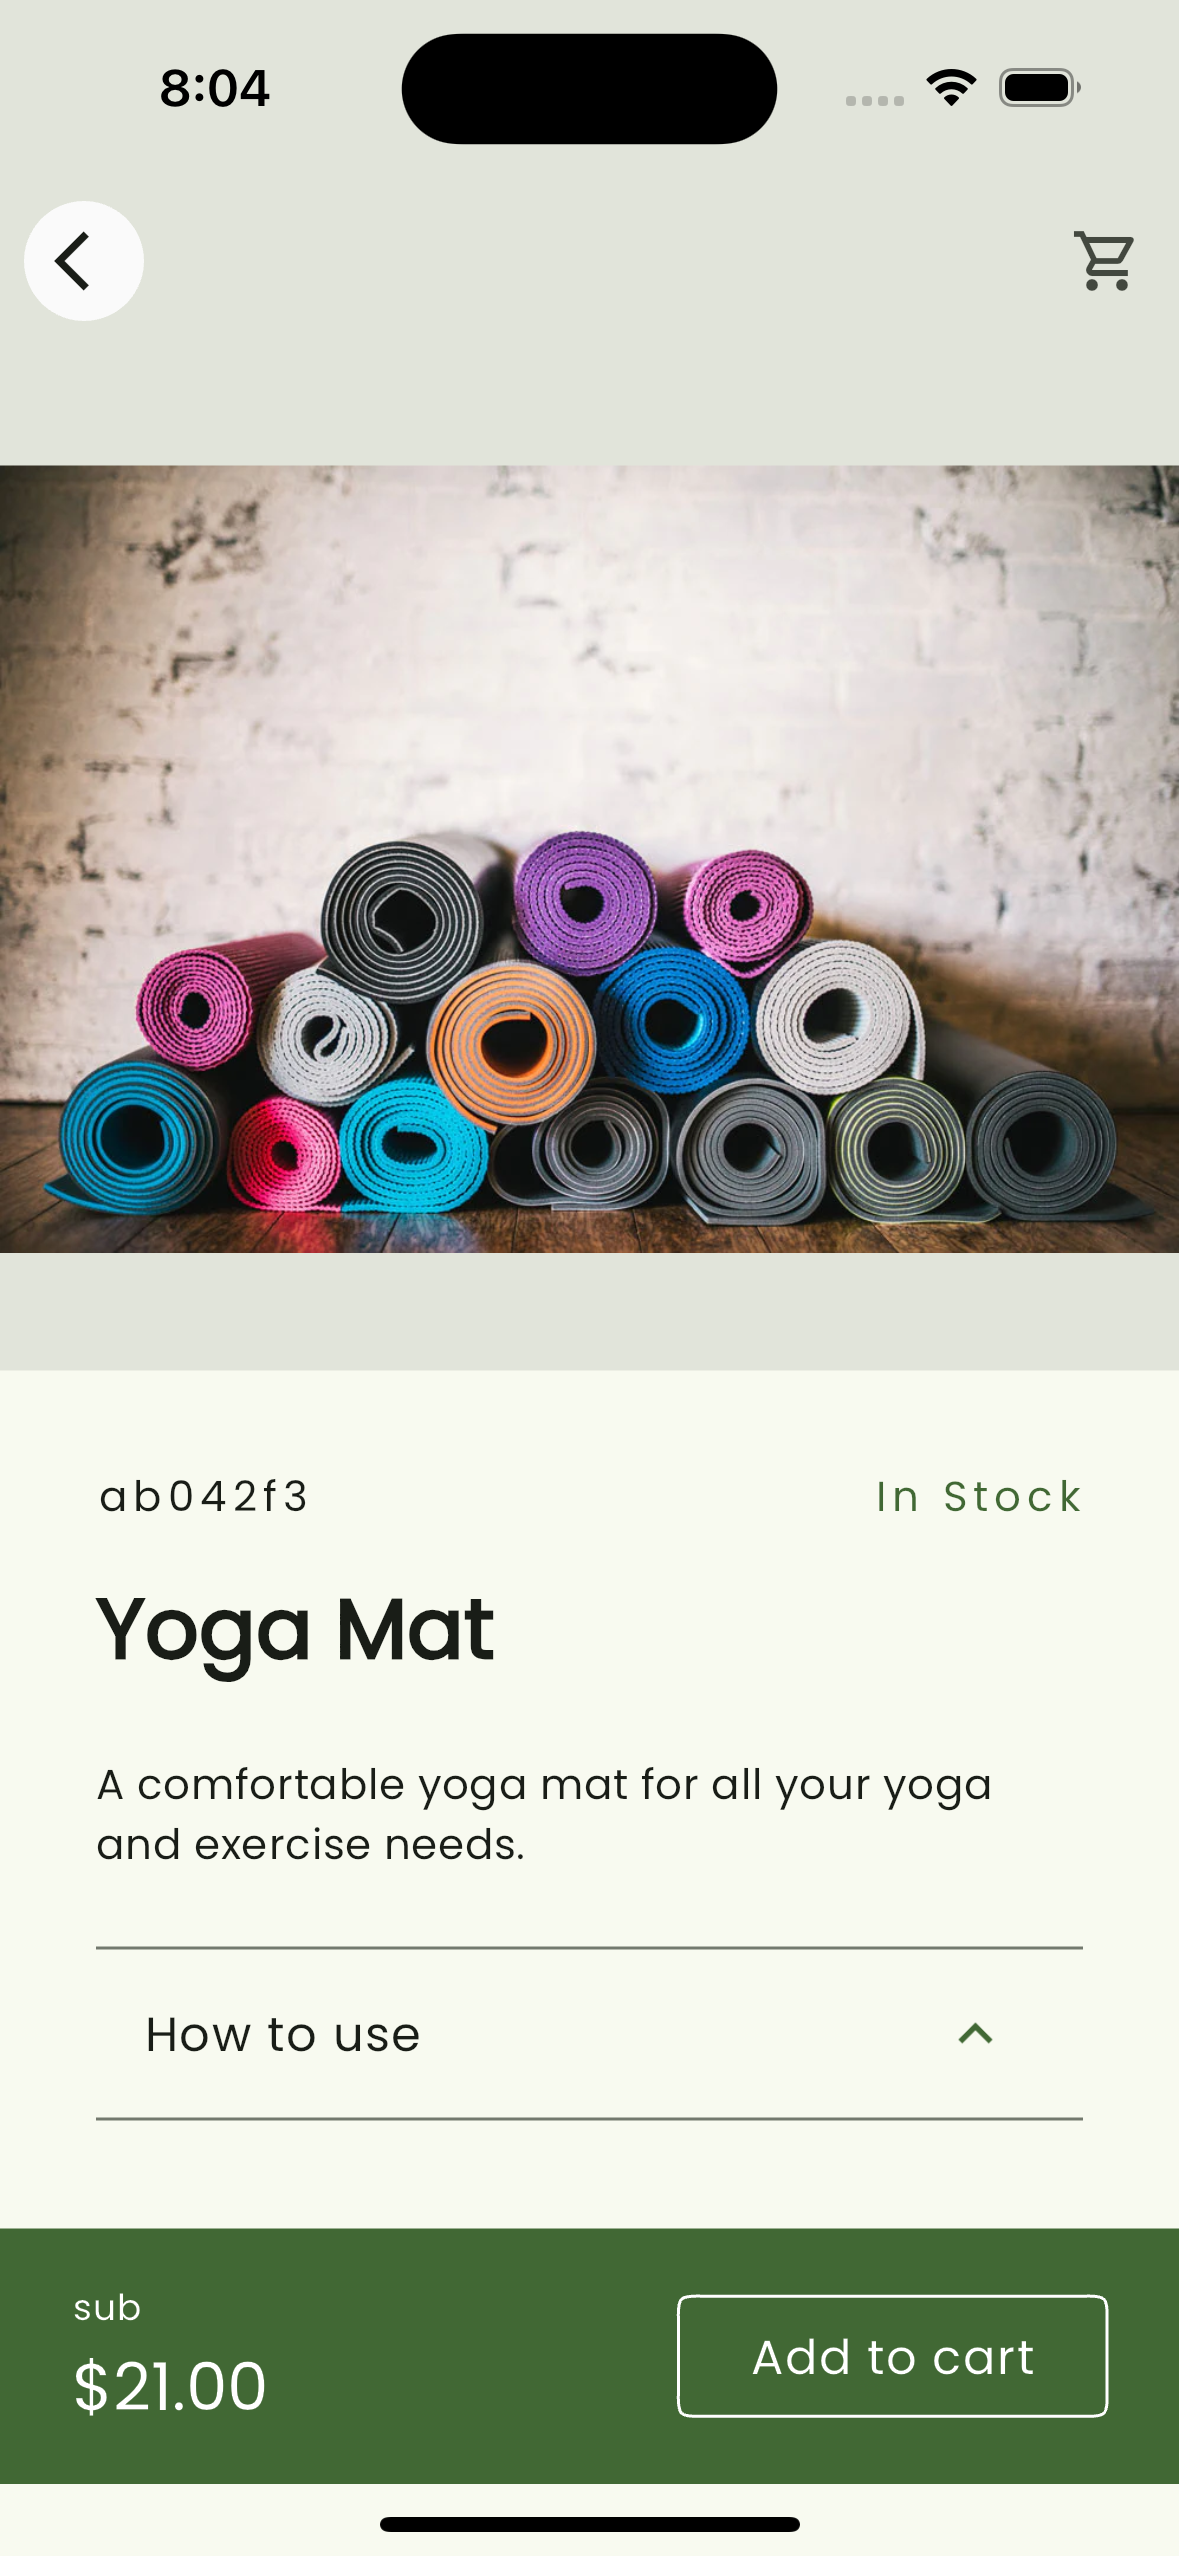 8:04
ab042f3
In Stock
Yoga Mat
A comfortable yoga mat for all your yoga
and exercise needs.
How to use
sub
$21.00
Add to cart